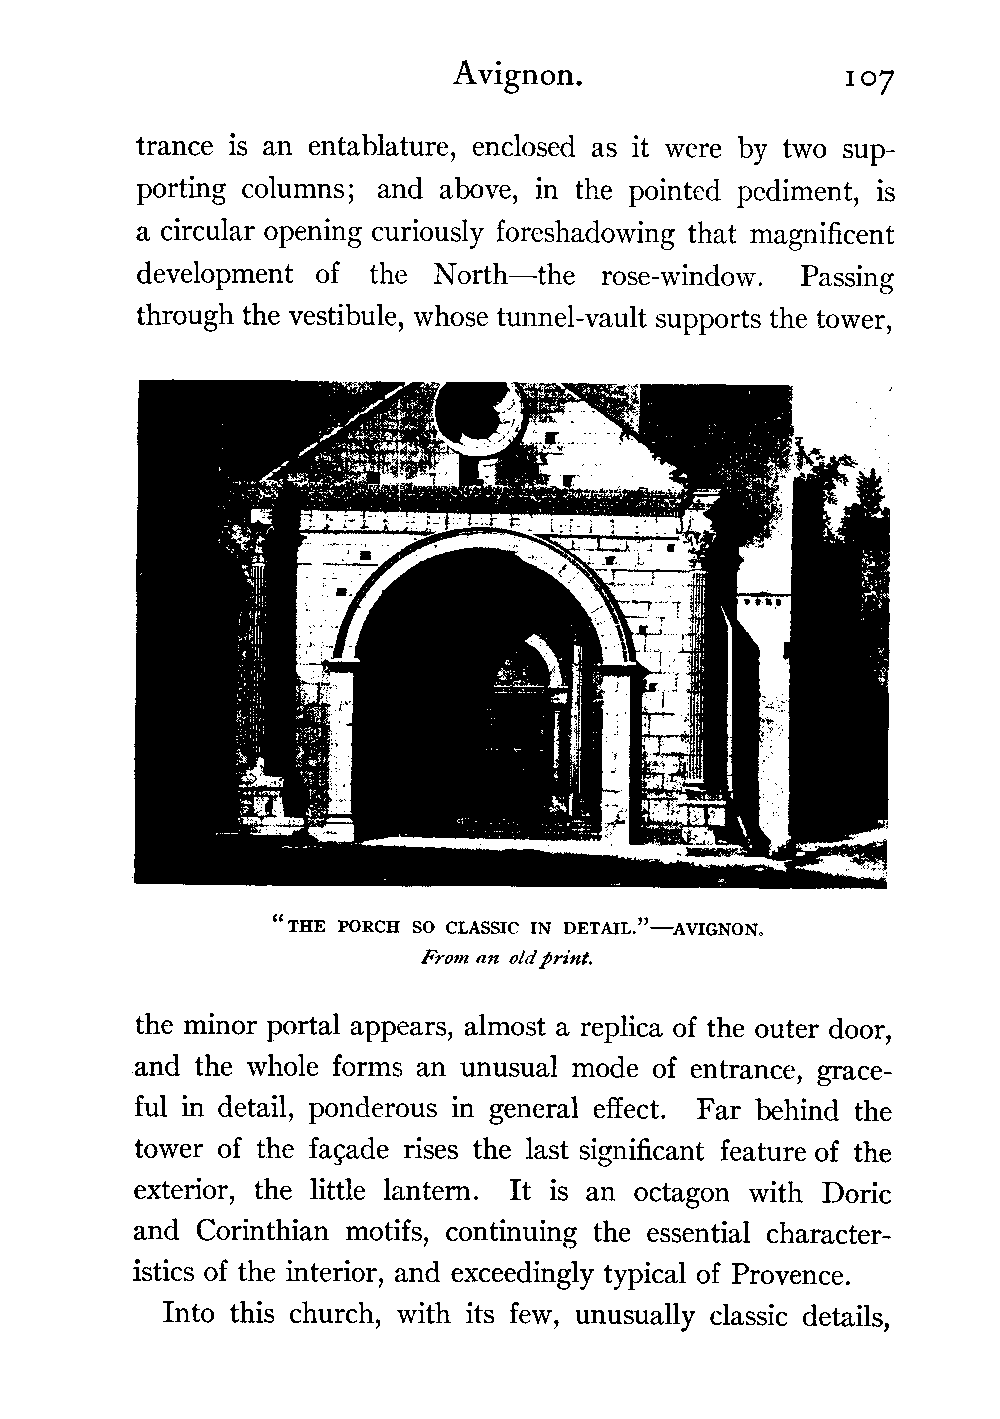 Avignon. 107
trance is an entablature, enclosed as it were by two sup-
porting columns; and above, in the pointed pediment, is
a circular opening curiously foreshadowing that magnificent
development of the North—the rose-window. Passing
through the vestibule, whose tunnel-vault supports the tower,
"THE PORCH SO CLASSIC IN DETAIL."—AVIGNON.
From an old print.
the minor portal appears, almost a replica of the outer door,
and the whole forms an unusual mode of entrance, grace-
ful in detail, ponderous in general effect. Far behind the
tower of the façade rises the last significant feature of the
exterior, the little lantern. It is an octagon with Doric
and Corinthian motifs, continuing the essential character-
istics of the interior, and exceedingly typical of Provence.
Into this church, with its few, unusually classic details,